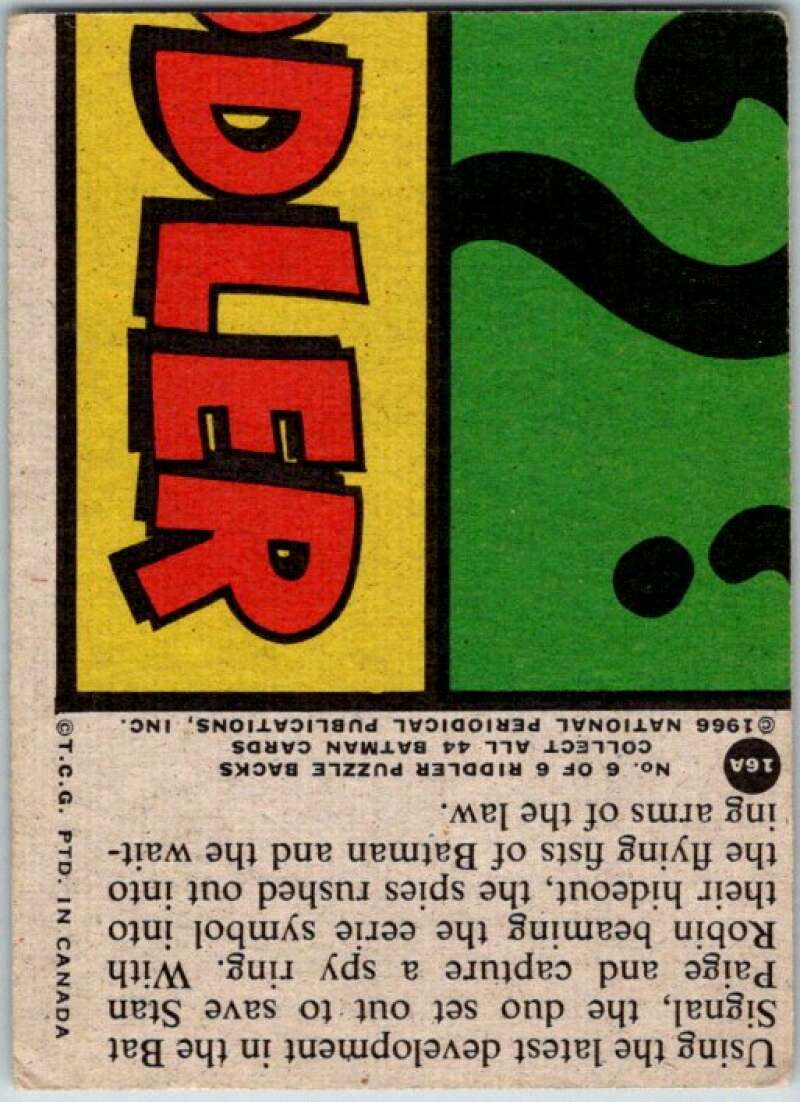 Using the latest development in the Bat
Signal, the duo set out to save Stan
Paige and capture a spy ring. With
Robin beaming the eerie symbol into
their hideout, the spies rushed out into
the flying fists of Batman and the wait-
ing arms of the law.
16A
No. 6 OF 6 RIDDLER PUZZLE BACKS
COLLECT ALL 44 BATMAN CARDS
©1966 NATIONAL PERIODICAL PUBLICATIONS, INC.
©T.C.G. PTD. IN CANADA
DDLER
?